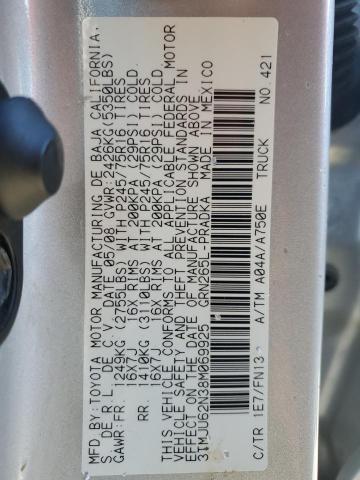 MFD BY:TOYOTA MOTOR MANUFACTURING DE BAJA CALIFORNIA,
S. DE R.L. DE C.V. DATE: 05/08 GVWR: 2426KG(5350LBS)
GAWR:FR. 1249KG (2755LBS) WITH P245/75R16 TIRES
16X7J 16X7J RIMS AT 200KPA (29PSI) COLD
RR. 1410KG (3110LBS) WITH P245/75R16 TIRES
16X7J 16X7J RIMS AT 200KPA (29PSI) COLD
THIS VEHICLE CONFORMS TO ALL APPLICABLE FEDERAL MOTOR
VEHICLE SAFETY AND THEFT PREVENTION STANDARDS IN
EFFECT ON THE DATE OF MANUFACTURE SHOWN ABOVE
3TMJU62N38M069925 GRN265L-PRADKA MADE IN MEXICO
TRUCK
C/TR 1E7/FN13 A/TM A04A/A750E NO.421